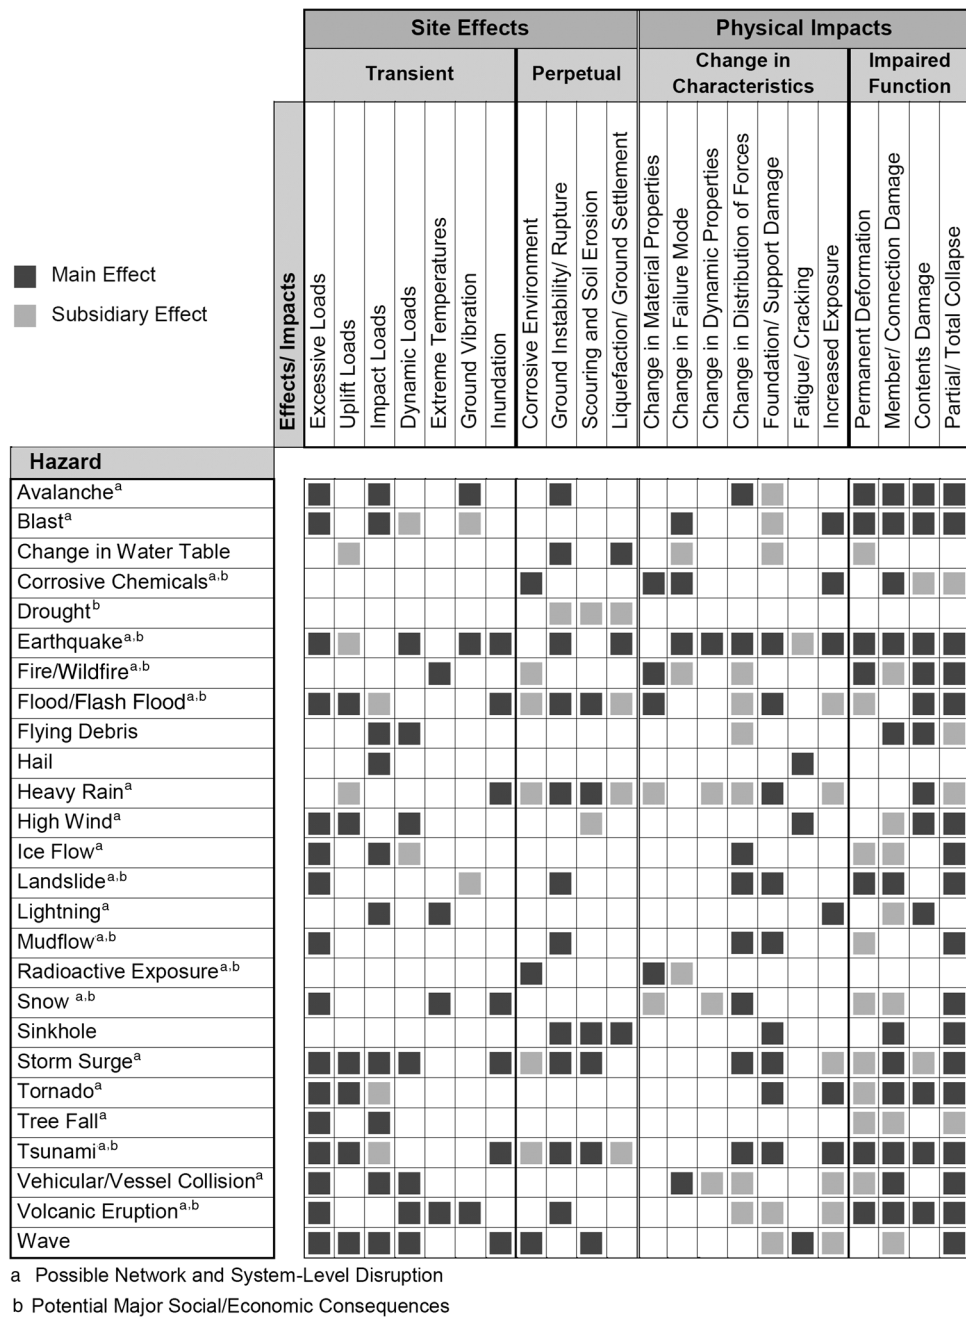 Site Effects
Physical Impacts
Transient
Perpetual
Change in
Characteristics
Impaired
Function
Main Effect
Subsidiary Effect
Effects/ Impacts
Excessive Loads
Uplift Loads
Impact Loads
Dynamic Loads
Extreme Temperatures
Ground Vibration
Inundation
Corrosive Environment
Ground Instability/ Rupture
Scouring and Soil Erosion
Liquefaction/ Ground Settlement
Change in Material Properties
Change in Failure Mode
Change in Dynamic Properties
Change in Distribution of Forces
Foundation/ Support Damage
Fatigue/ Cracking
Increased Exposure
Permanent Deformation
Member/ Connection Damage
Contents Damage
Partial/ Total Collapse
Hazard
Avalanche a
Blast a
Change in Water Table
Corrosive Chemicals a,b
Drought b
Earthquake a,b
Fire/Wildfire a,b
Flood/Flash Flood a,b
Flying Debris
Hail
Heavy Rain a
High Wind a
Ice Flow a
Landslide a,b
Lightning a
Mudflow a,b
Radioactive Exposure a,b
Snow a,b
Sinkhole
Storm Surge a
Tornado a
Tree Fall a
Tsunami a,b
Vehicular/Vessel Collision a
Volcanic Eruption a,b
Wave
a Possible Network and System-Level Disruption
b Potential Major Social/Economic Consequences